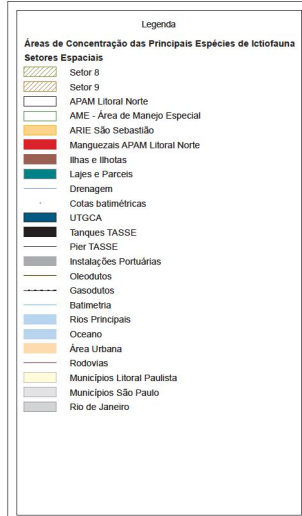 Legenda
Áreas de Concentração das Principais Espécies de Ictiofauna
Setores Espaciais
Setor 8
Setor 9
APAM Litoral Norte
AME - Área de Manejo Especial
ARIE São Sebastião
Manguezais APAM Litoral Norte
Ilhas e Ilhotas
Lajes e Parceis
Drenagem
Cotas batimétricas
UTGCA
Tanques TASSE
Pier TASSE
Instalações Portuárias
Oleodutos
Gasodutos
Batimetria
Rios Principais
Oceano
Área Urbana
Rodovias
Municípios Litoral Paulista
Municípios São Paulo
Rio de Janeiro